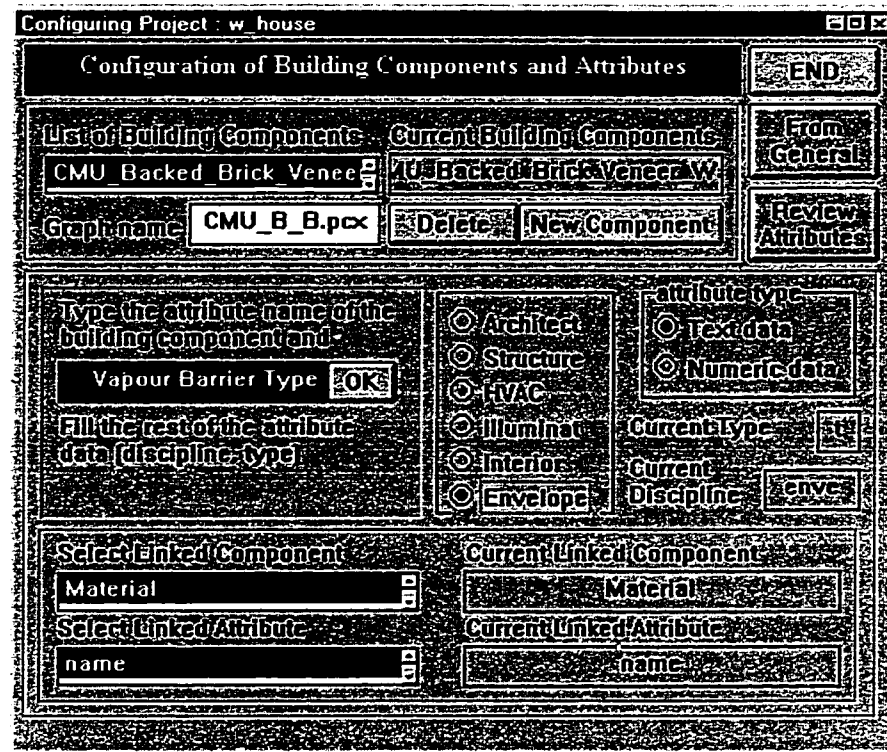 Configuring Project : w_house
Configuration of Building Components and Attributes
END
List of Building Components
Current Building Components
From General
CMU_Backed_Brick_Venee
MU_Backed_Brick_Veneer_W
Graph name
CMU_B_B.pcx
Delete
New Component
Review Attributes
Type the attribute name of the
building component and
Vapour Barrier Type
OK
Fill the rest of the attribute
data (discipline, type)
Architect
Structure
HVAC
Illuminat
Interiors
Envelope
attribute type
Text data
Numeric data
Current Type
t
Current
Discipline
enve
Select Linked Component
Current Linked Component
Material
Material
Select Linked Attribute
Current Linked Attribute
name
name